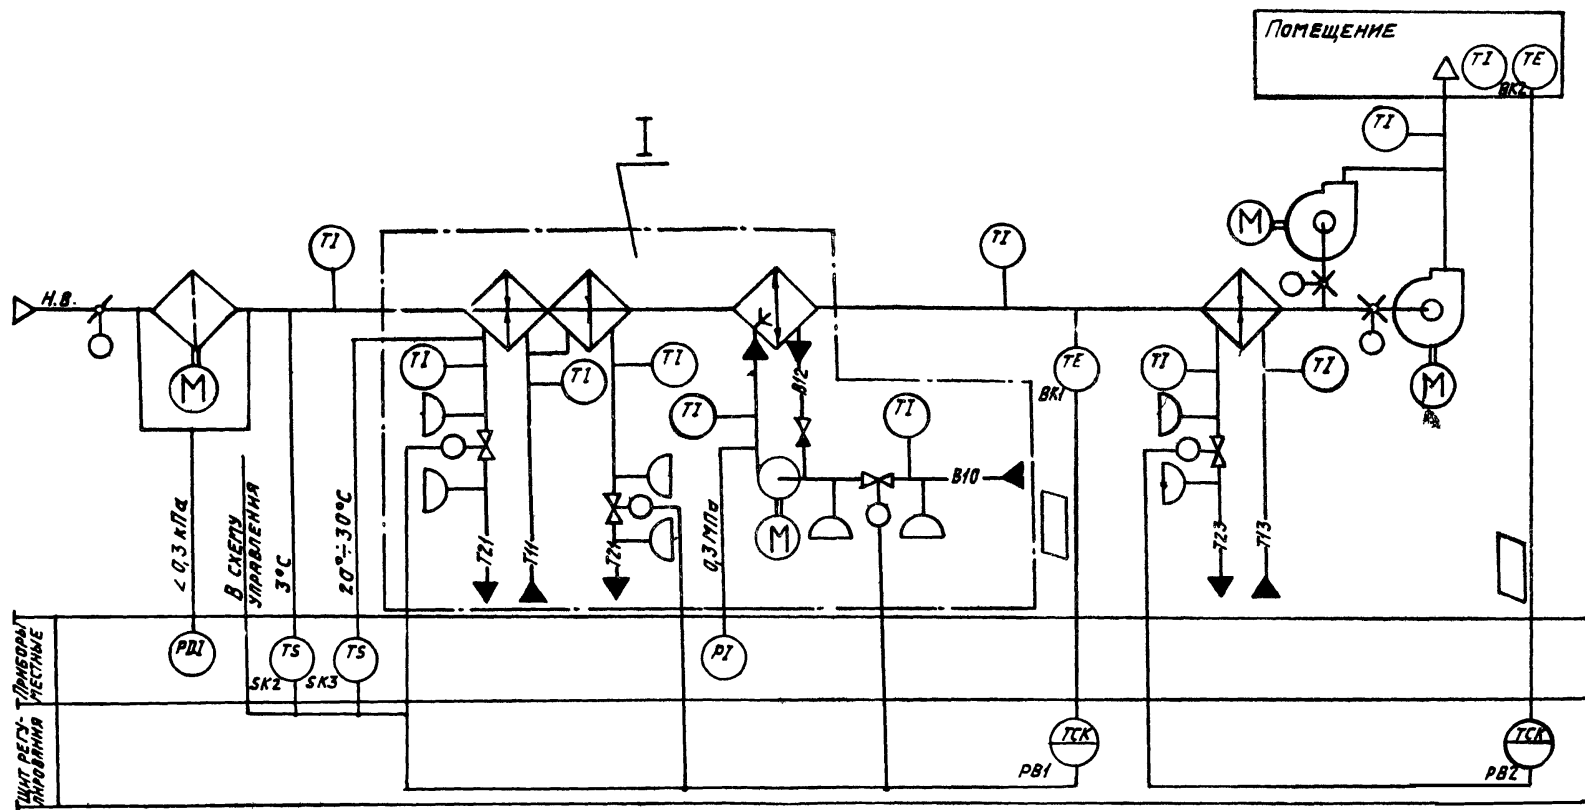 ПОМЕЩЕНИЕ
TI
TE
BK2
TI
I
M
TI
TI
Н.В.
M
TI
TI
TI
TI
TI
TE
BK1
TI
TI
M
M
B12
B10
<0,3 кПа
В СХЕМУ
УПРАВЛЕНИЯ
3°C
20°÷30°C
T21
T11
T21
0,3 МПа
T23
T13
ПРИБОРЫ
МЕСТНЫЕ
PDI
TS
SK2
TS
SK3
PI
ЩИТ РЕГУ-
ЛИРОВАНИЯ
TCK
PB1
TCK
PB2